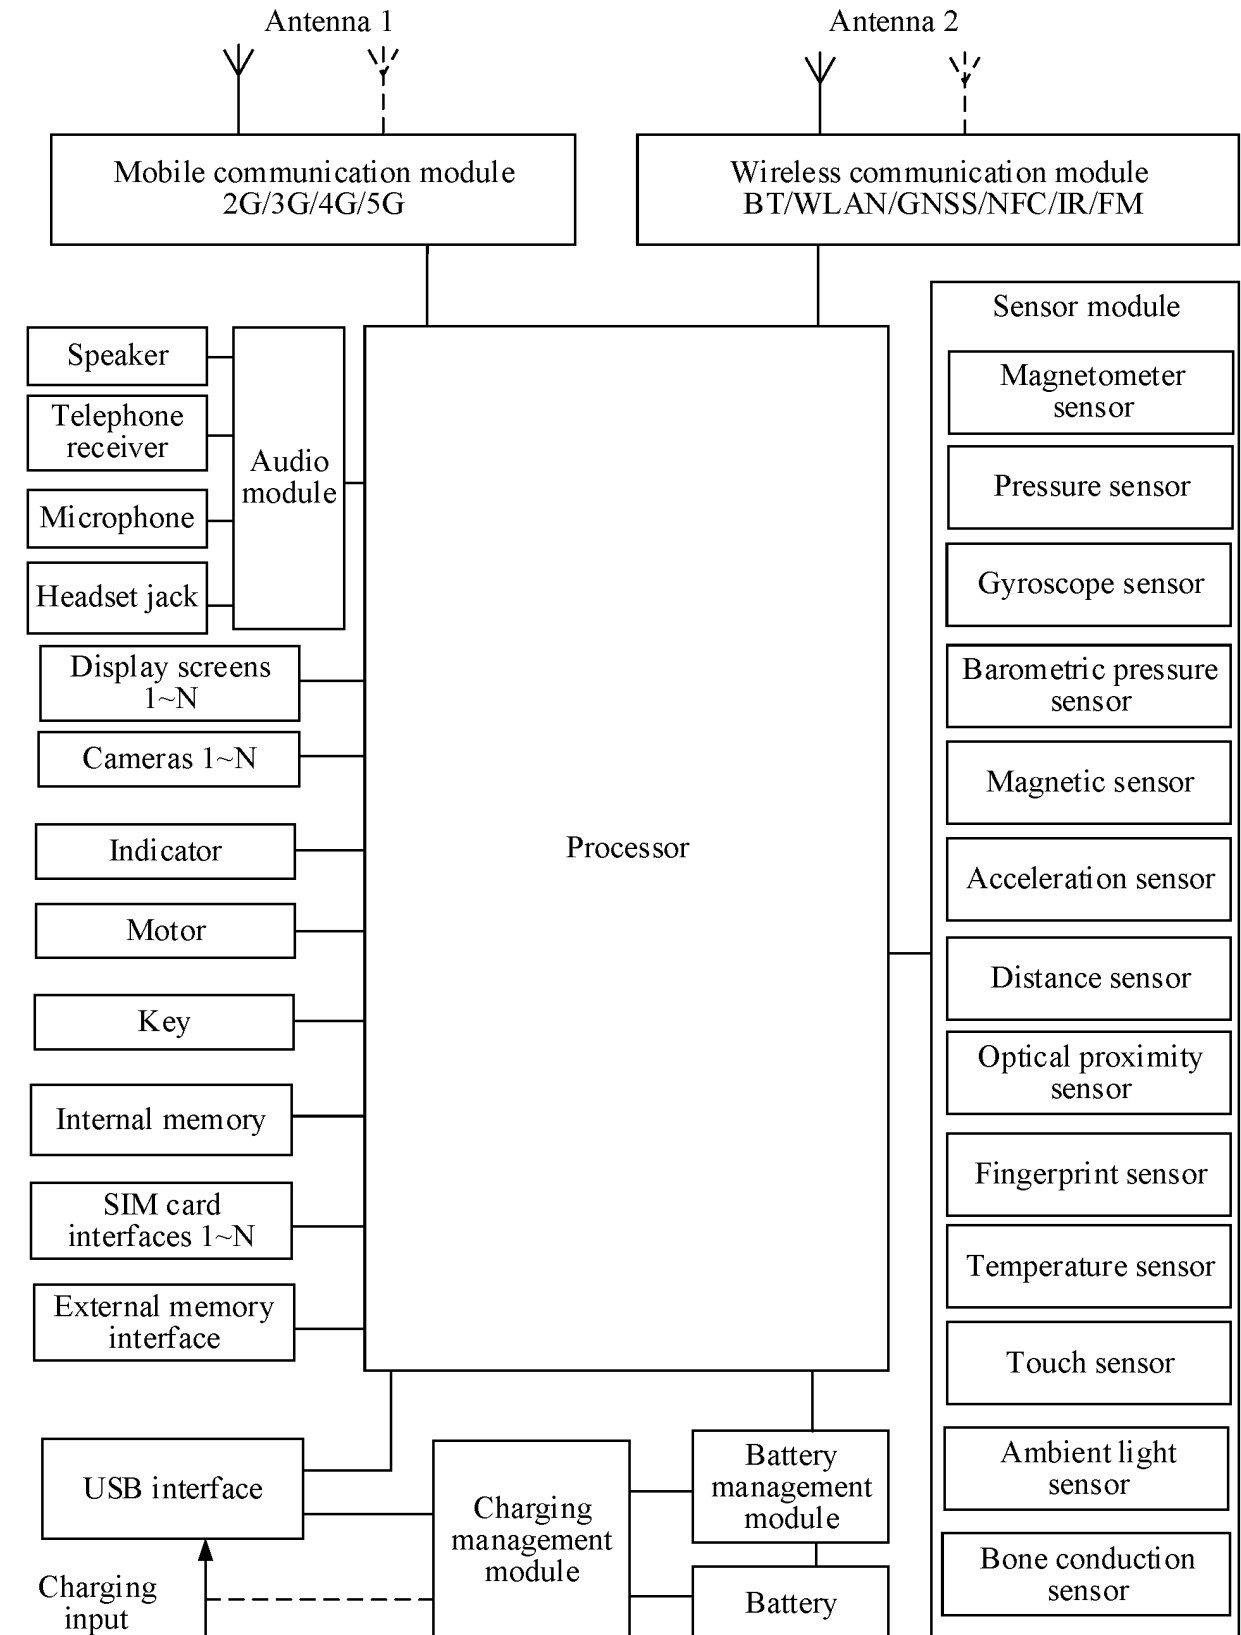 Antenna 1
Antenna 2
Mobile communication module
2G/3G/4G/5G
Wireless communication module
BT/WLAN/GNSS/NFC/IR/FM
Speaker
Telephone
receiver
Microphone
Headset jack
Audio
module
Display screens
1~N
Cameras 1~N
Indicator
Motor
Key
Internal memory
SIM card
interfaces 1~N
External memory
interface
Processor
Sensor module
Magnetometer
sensor
Pressure sensor
Gyroscope sensor
Barometric pressure
sensor
Magnetic sensor
Acceleration sensor
Distance sensor
Optical proximity
sensor
Fingerprint sensor
Temperature sensor
Touch sensor
Ambient light
sensor
Bone conduction
sensor
USB interface
Charging
input
Charging
management
module
Battery
management
module
Battery